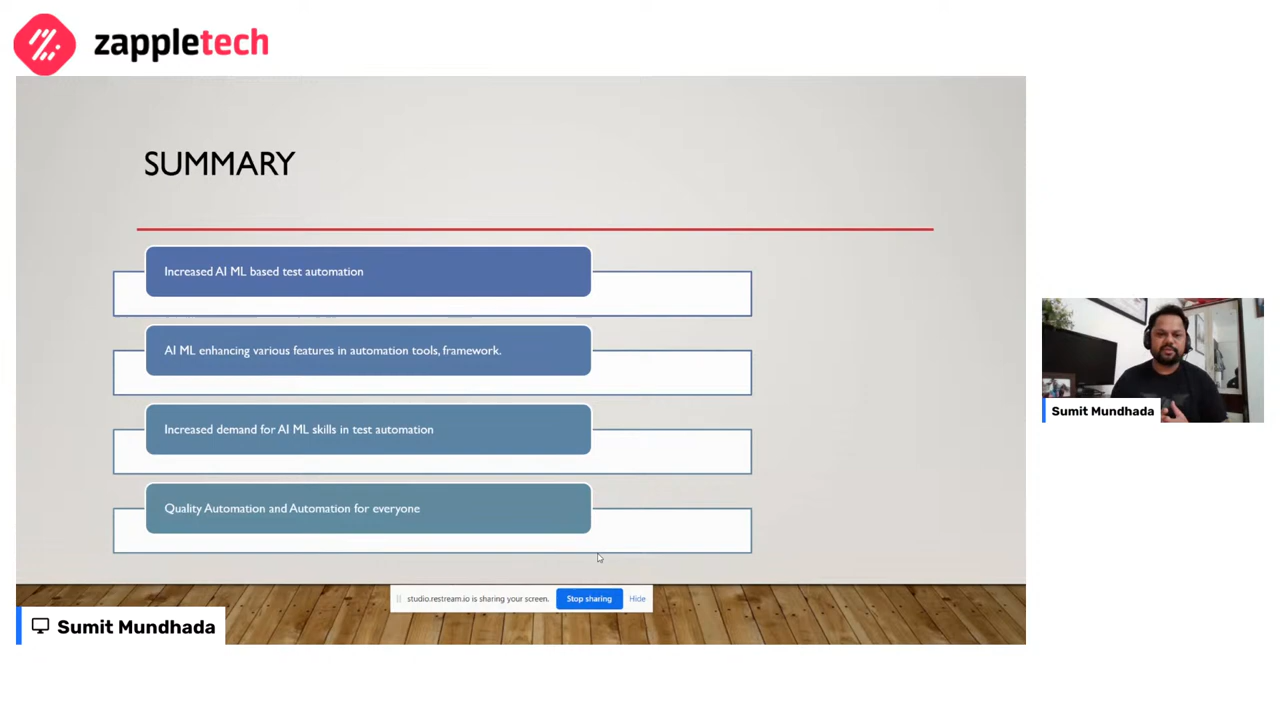 zappletech
SUMMARY
Increased AI ML based test automation
AI ML enhancing various features in automation tools, framework.
Increased demand for AI ML skills in test automation
Quality Automation and Automation for everyone
studio.restream.io is sharing your screen. Stop sharing Hide
Sumit Mundhada
Sumit Mundhada